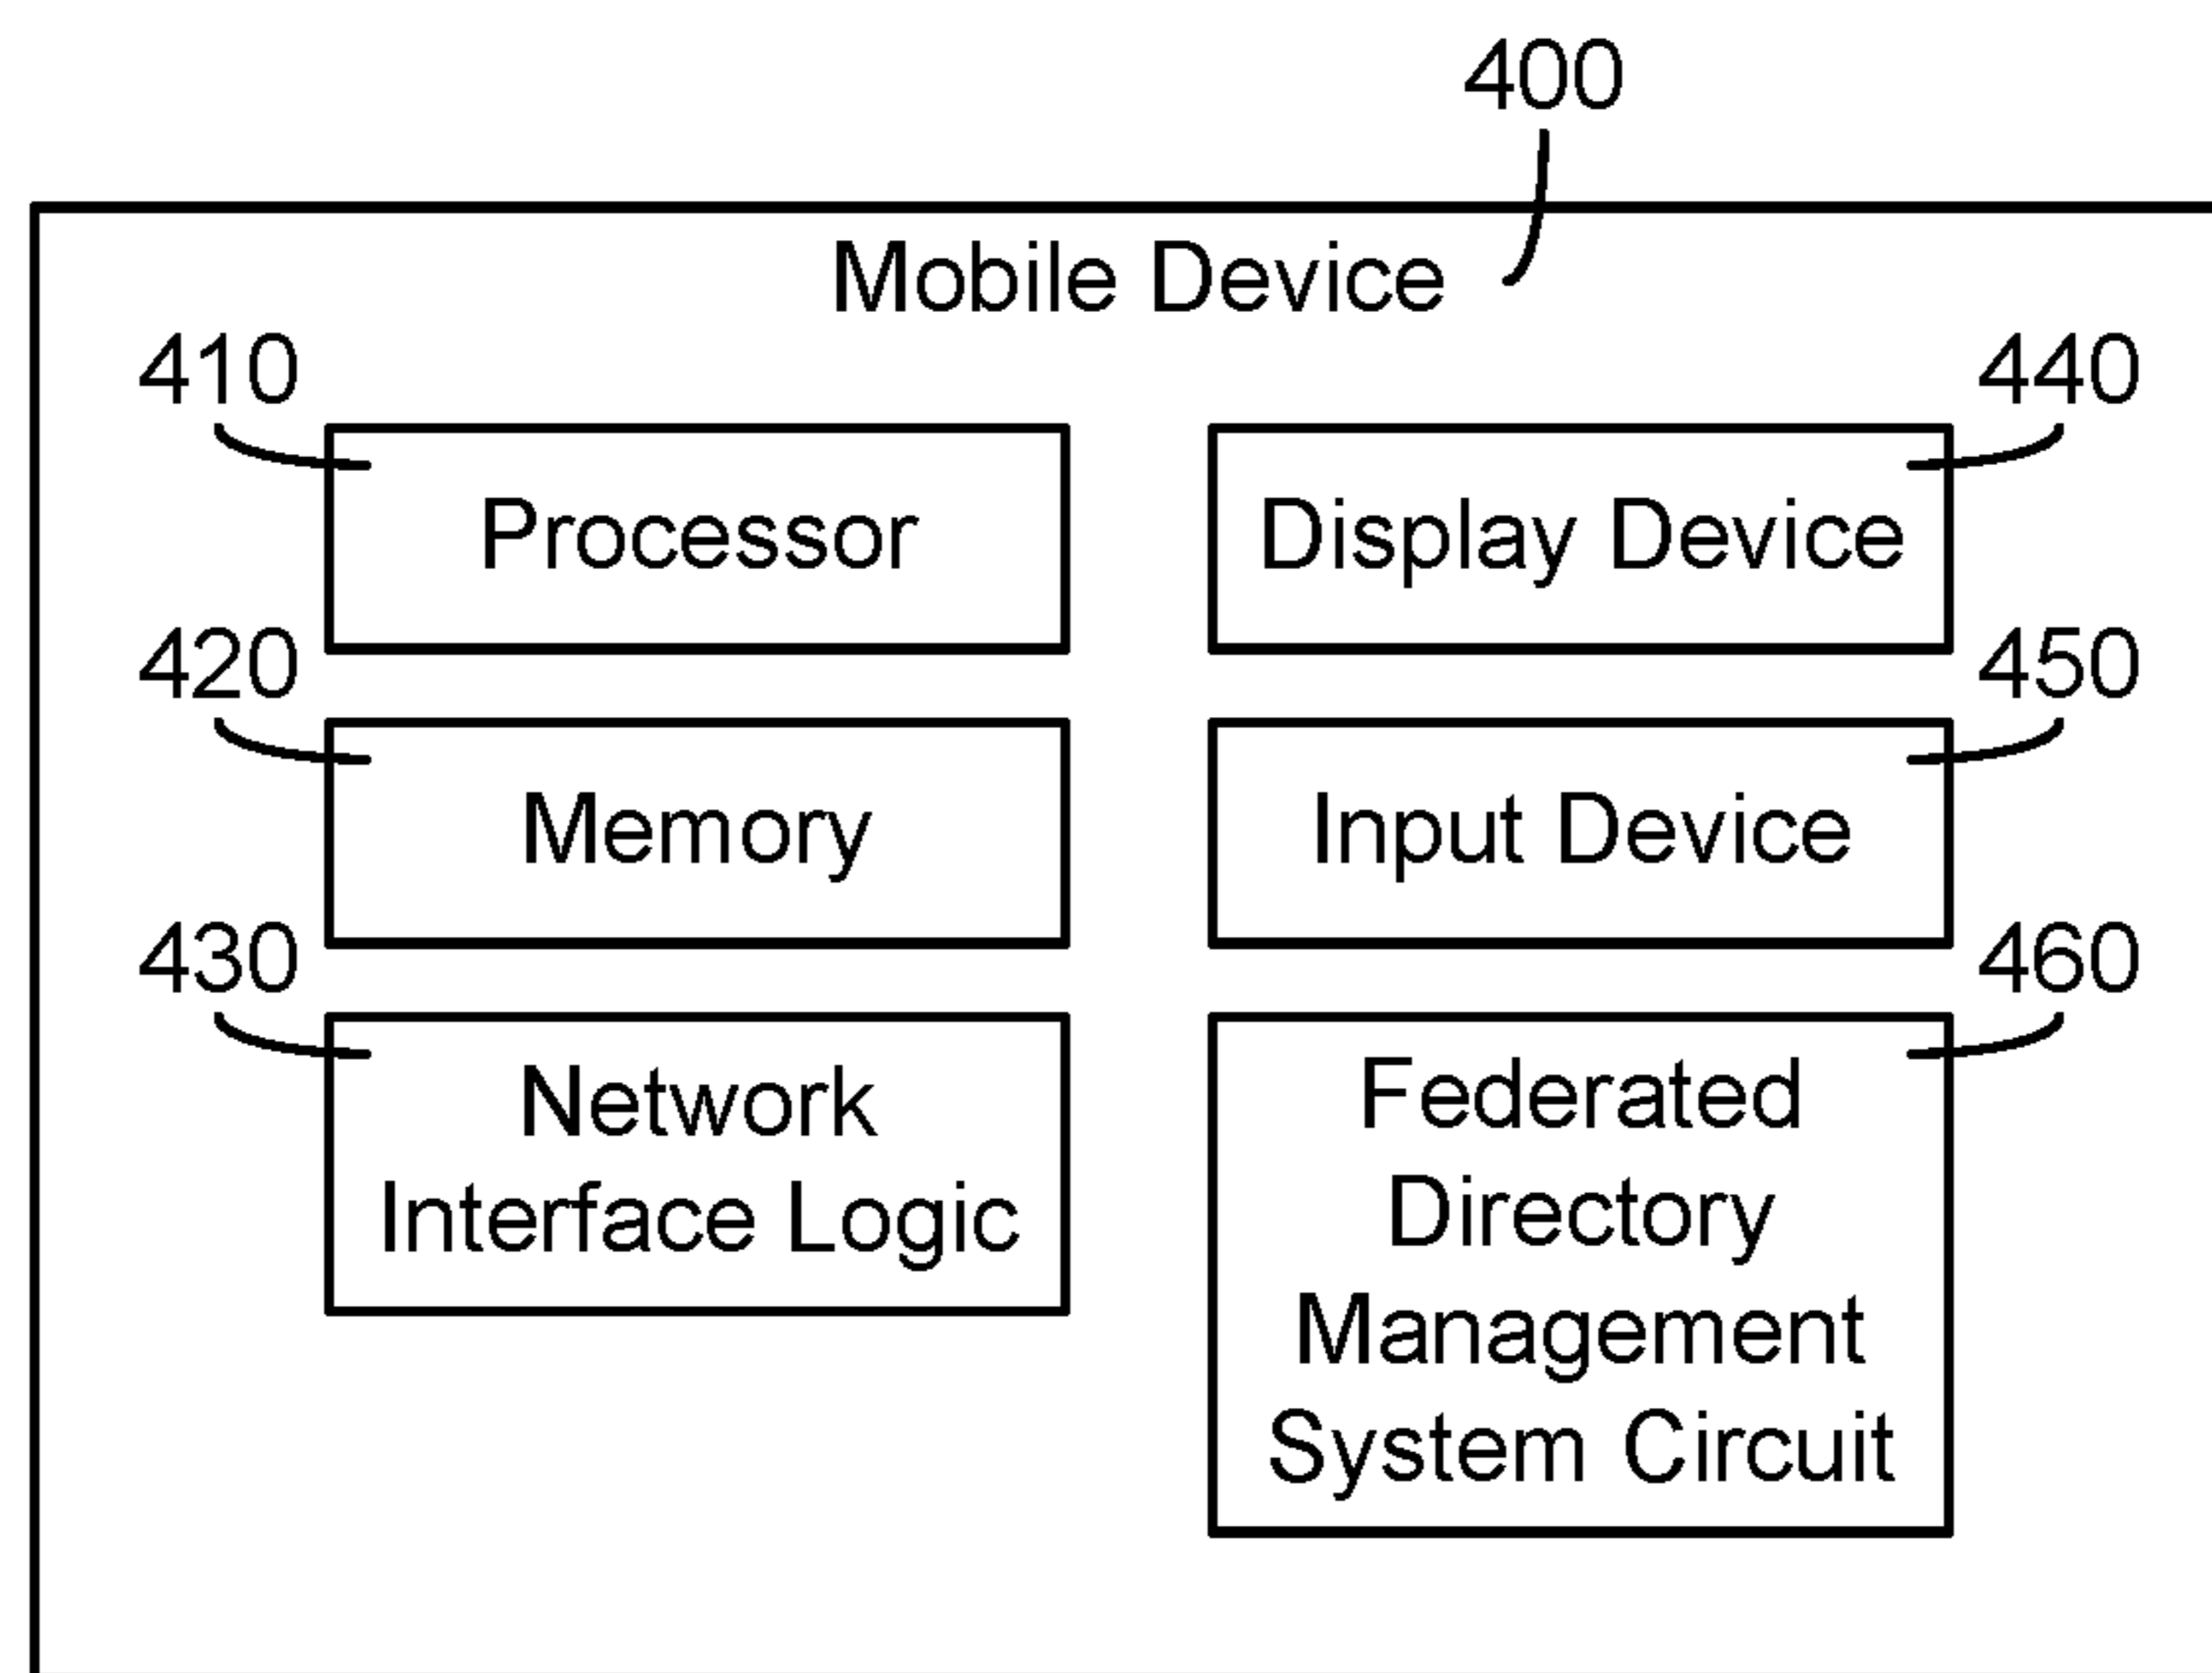 400
Mobile Device
410
Processor
440
Display Device
420
Memory
450
Input Device
430
Network
Interface Logic
460
Federated
Directory
Management
System Circuit